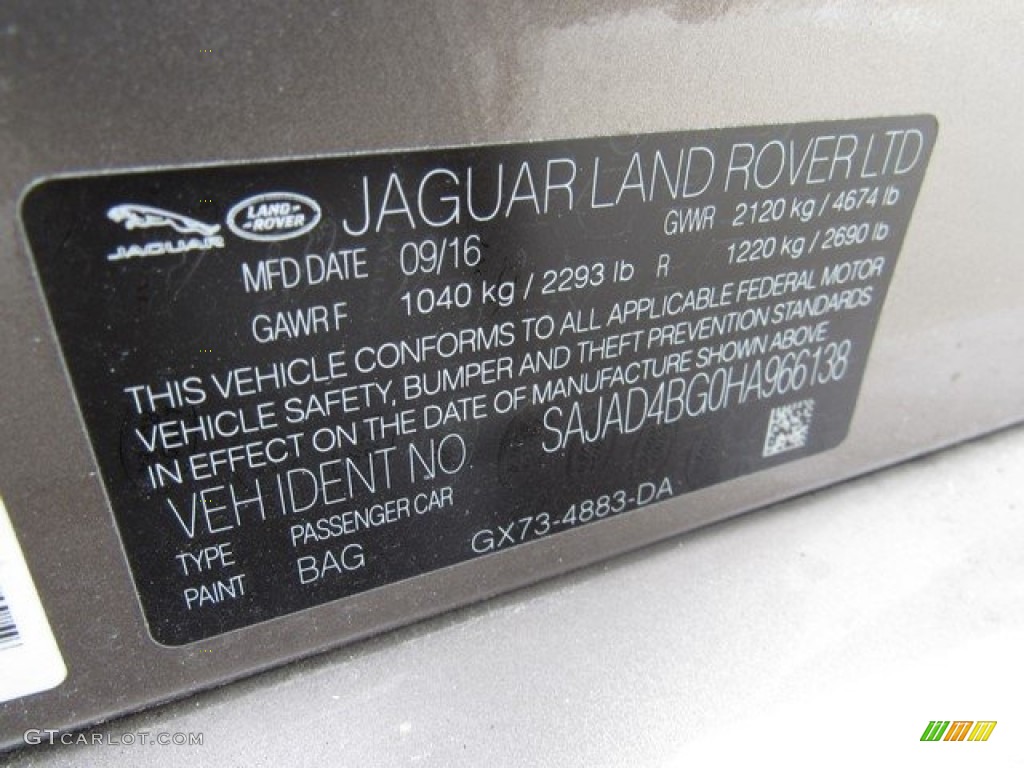 JAGUAR LAND-ROVER JAGUAR LAND ROVER LTD
MFD DATE 09/16 GVWR 2120 kg / 4674 lb
GAWR F 1040 kg / 2293 lb R 1220 kg / 2690 lb
THIS VEHICLE CONFORMS TO ALL APPLICABLE FEDERAL MOTOR
VEHICLE SAFETY, BUMPER AND THEFT PREVENTION STANDARDS
IN EFFECT ON THE DATE OF MANUFACTURE SHOWN ABOVE
VEH IDENT NO SAJAD4BG0HA966138
TYPE PASSENGER CAR
PAINT BAG GX73-4883-DA
GTCARLOT.COM